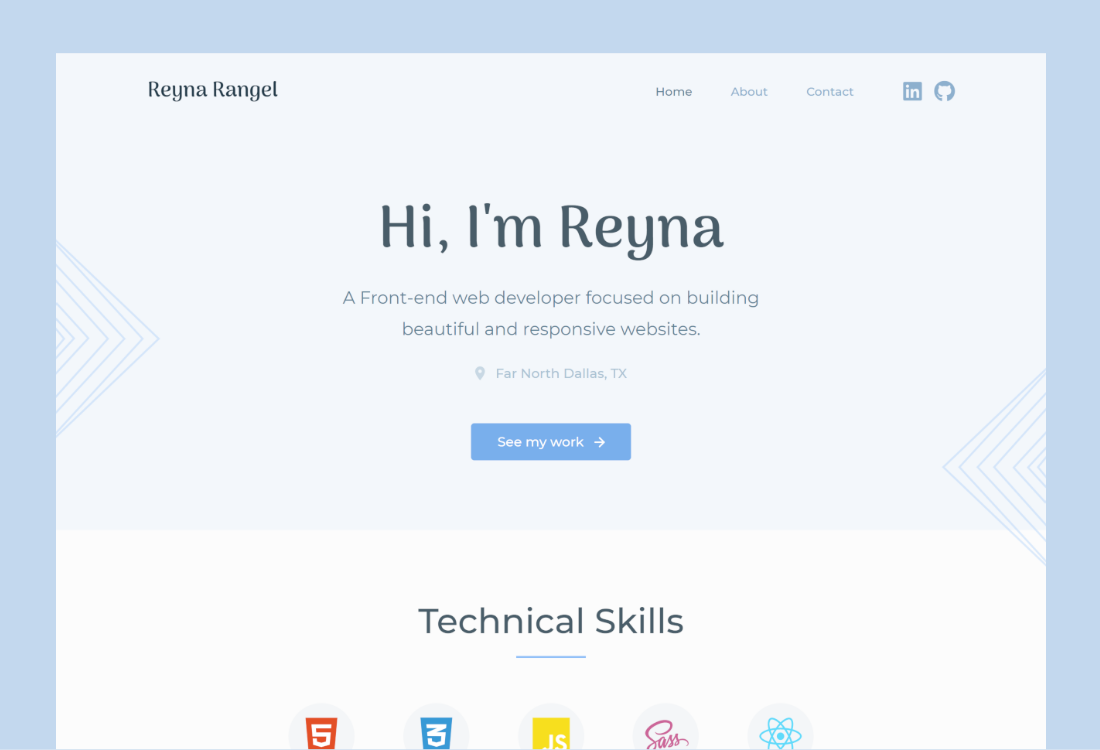 Reyna Rangel
Home About Contact in
Hi, I'm Reyna
A Front-end web developer focused on building
beautiful and responsive websites.
Far North Dallas, TX
See my work
Technical Skills
5 3 JS Sass